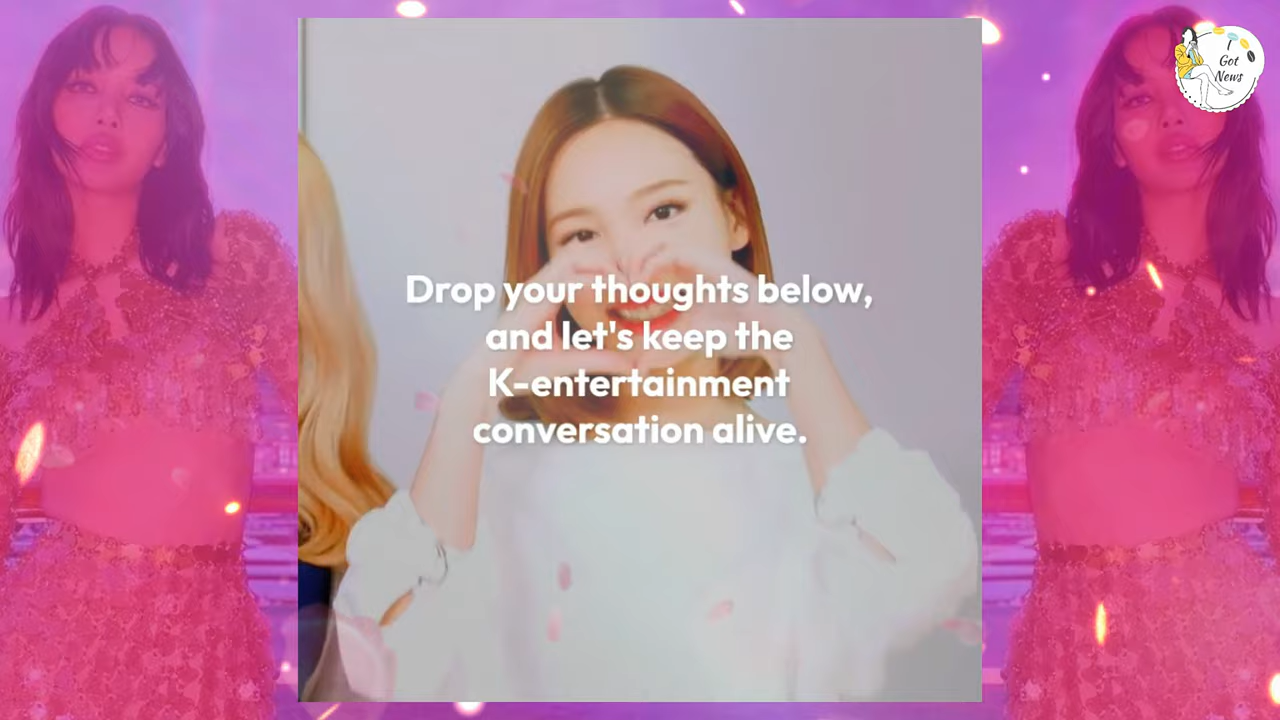 I
Got
News
Drop your thoughts below,
and let's keep the
K-entertainment
conversation alive.